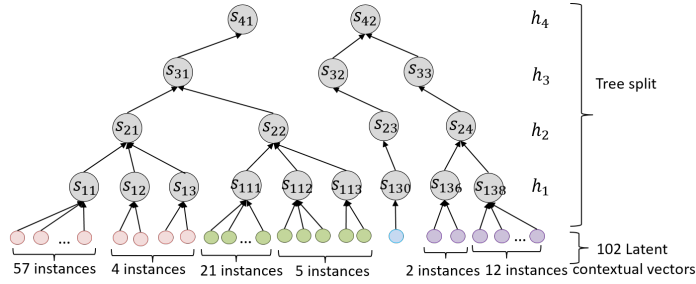 s41 s42 h4
s31 s32 s33 h3
Tree split
s21 s22 s23 s24 h2
s11 s12 s13 s111 s112 s113 s130 s136 s138 h1
... ... ...
102 Latent
57 instances 4 instances 21 instances 5 instances 2 instances 12 instances contextual vectors